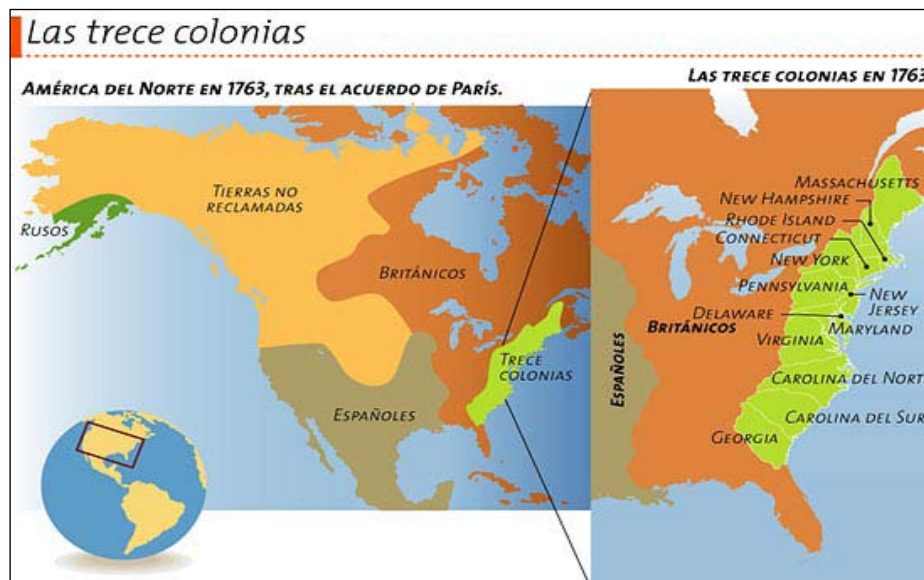 Las trece colonias
América del Norte en 1763, tras el acuerdo de París.
Tierras no
reclamadas
Rusos
Británicos
Trece
colonias
Españoles
Las trece colonias en 1763
Massachusetts
New Hampshire
Rhode Island
Connecticut
New York
Pennsylvania
New
Jersey
Delaware
Maryland
Británicos
Virginia
Españoles
Carolina del Nort
Carolina del Sur
Georgia